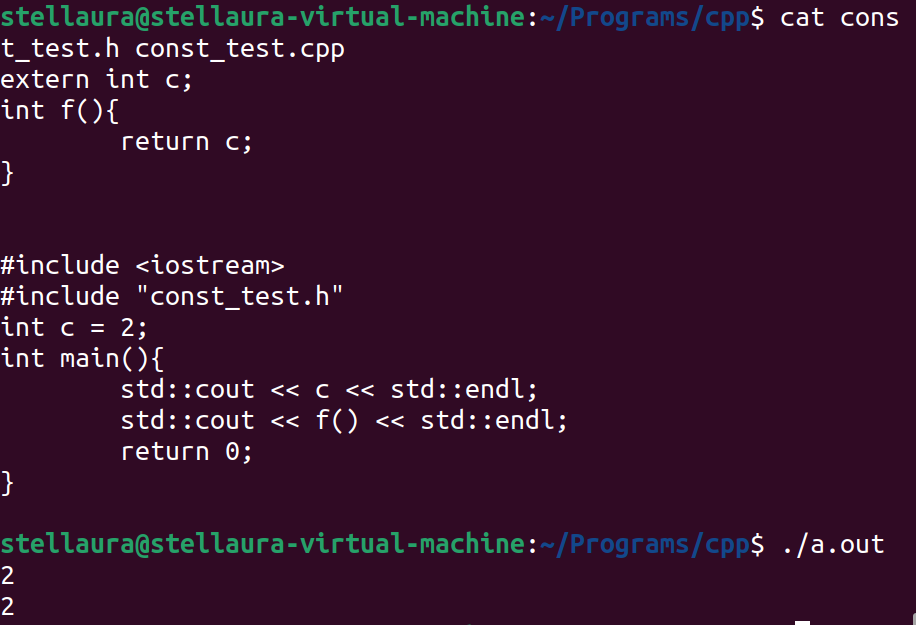 stellaura@stellaura-virtual-machine:~/Programs/cpp$ cat cons
t_test.h const_test.cpp
extern int c;
int f(){
        return c;
}
#include <iostream>
#include "const_test.h"
int c = 2;
int main(){
        std::cout << c << std::endl;
        std::cout << f() << std::endl;
        return 0;
}
stellaura@stellaura-virtual-machine:~/Programs/cpp$ ./a.out
2
2